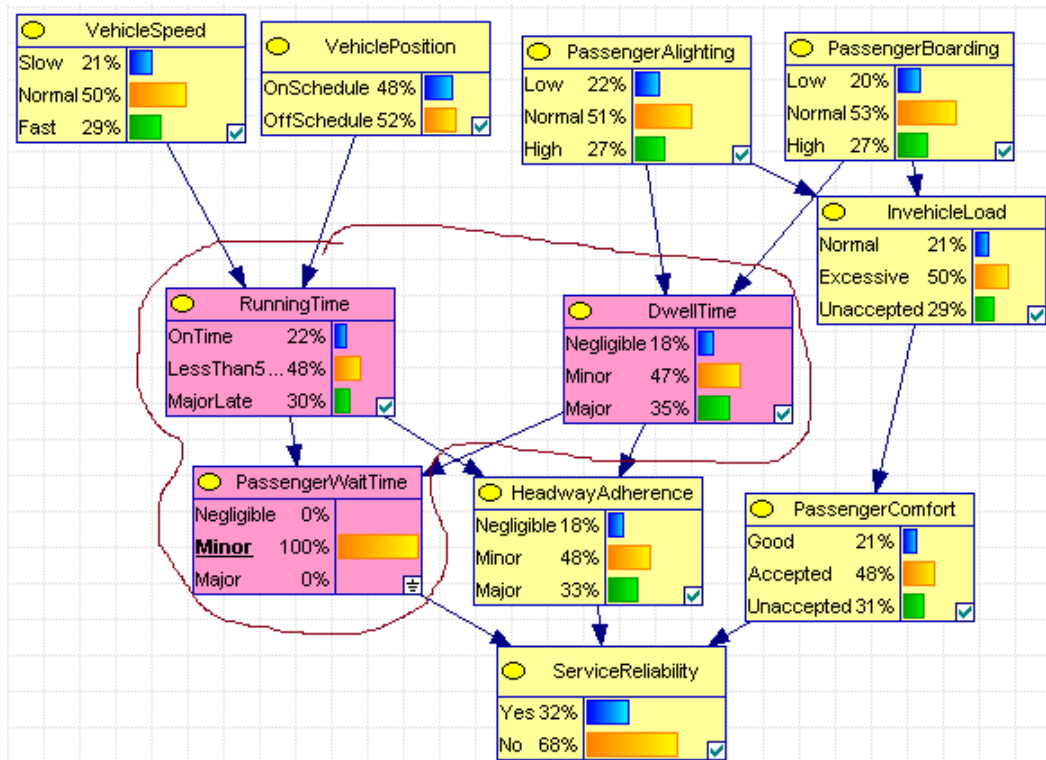 VehicleSpeed
Slow 21%
Normal 50%
Fast 29%
VehiclePosition
OnSchedule 48%
OffSchedule 52%
PassengerAlighting
Low 22%
Normal 51%
High 27%
PassengerBoarding
Low 20%
Normal 53%
High 27%
InvehicleLoad
Normal 21%
Excessive 50%
Unaccepted 29%
RunningTime
OnTime 22%
LessThan5 ... 48%
MajorLate 30%
DwellTime
Negligible 18%
Minor 47%
Major 35%
PassengerWaitTime
Negligible 0%
Minor 100%
Major 0%
HeadwayAdherence
Negligible 18%
Minor 48%
Major 33%
PassengerComfort
Good 21%
Accepted 48%
Unaccepted 31%
ServiceReliability
Yes 32%
No 68%